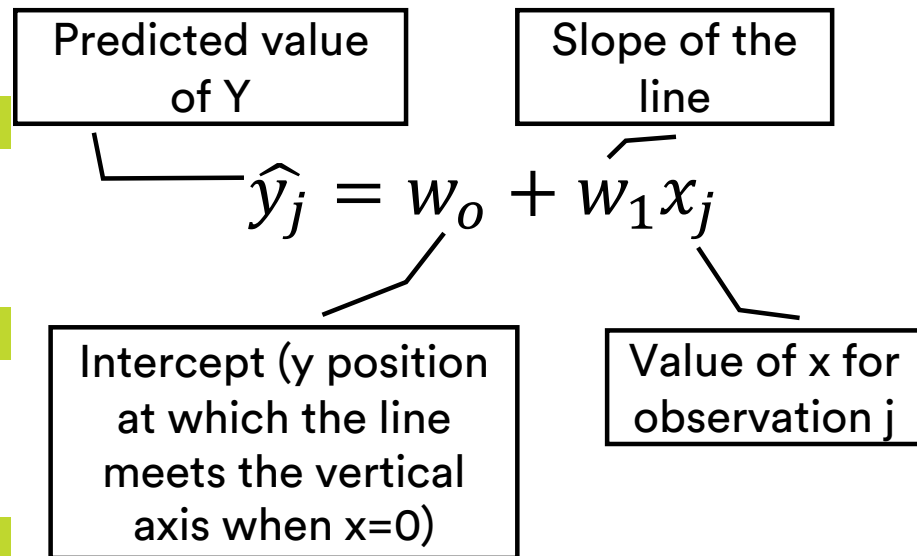 Predicted value
of Y
Slope of the
line
ŷⱼ = wₒ + w₁xⱼ
Intercept (y position
at which the line
meets the vertical
axis when x=0)
Value of x for
observation j